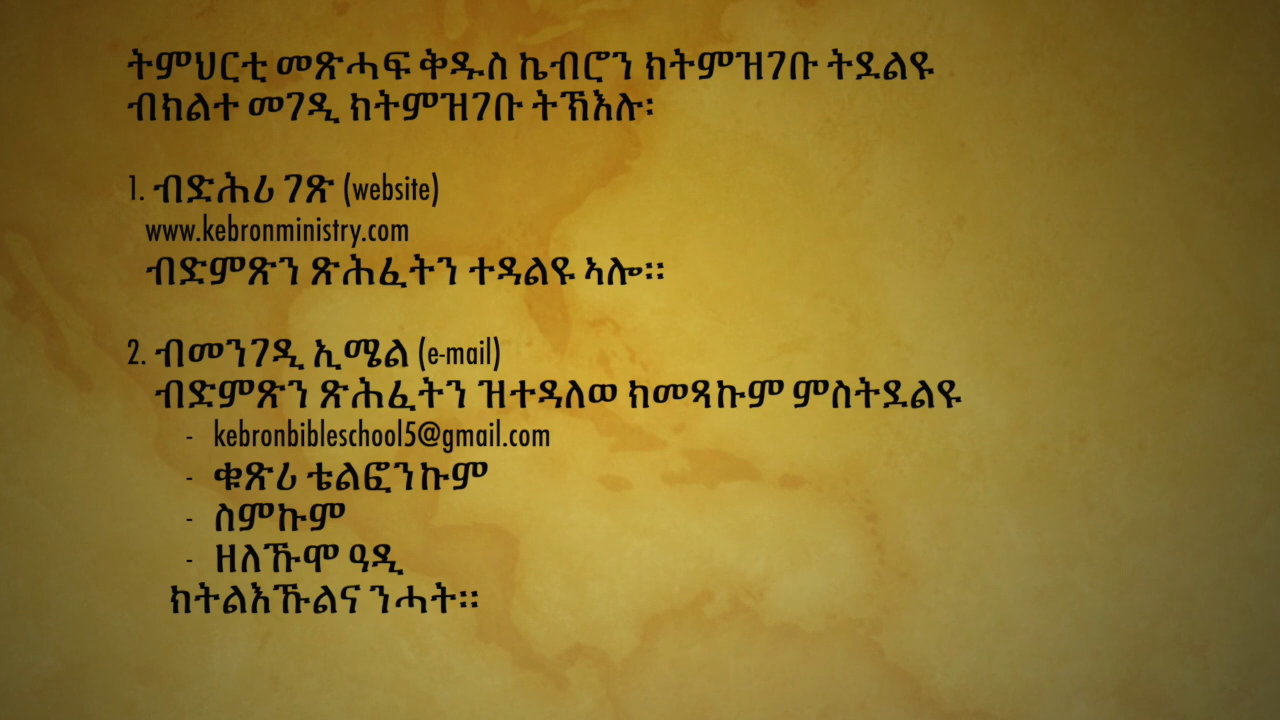 ትምህርቲ መጽሓፍ ቅዱስ ኬብሮን ክትምዝገቡ ትደልዩ
ብክልተ መገዲ ክትምዝገቡ ትኽእሉ፡
1. ብድሕሪ ገጽ (website)
www.kebronministry.com
ብድምጽን ጽሕፈትን ተዳልዩ ኣሎ።
2. ብመንገዲ ኢሜል (e-mail)
ብድምጽን ጽሕፈትን ዝተዳለወ ክመጻኩም ምስትደልዩ
- kebronbibleschool5@gmail.com
- ቁጽሪ ቴልፎንኩም
- ስምኩም
- ዘለኹሞ ዓዲ
ክትልእኹልና ንሓት።